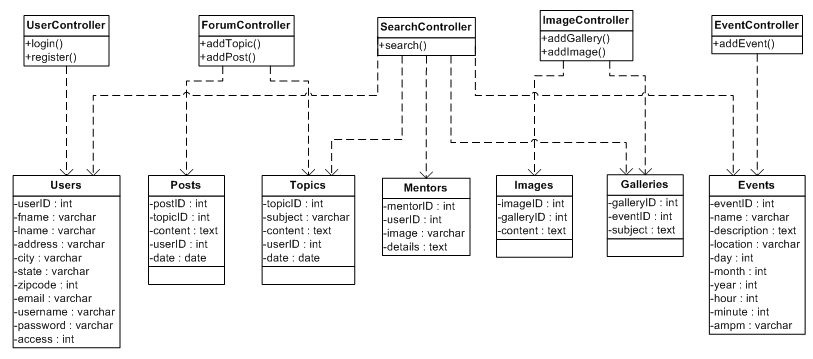 UserController
+login()
+register()
ForumController
+addTopic()
+addPost()
SearchController
+search()
ImageController
+addGallery()
+addImage()
EventController
+addEvent()
Users
-userID : int
-fname : varchar
-lname : varchar
-address : varchar
-city : varchar
-state : varchar
-zipcode : int
-email : varchar
-username : varchar
-password : varchar
-access : int
Posts
-postID : int
-topicID : int
-content : text
-userID : int
-date : date
Topics
-topicID : int
-subject : varchar
-content : text
-userID : int
-date : date
Mentors
-mentorID : int
-userID : int
-image : varchar
-details : text
Images
-imageID : int
-galleryID : int
-content : text
Galleries
-galleryID : int
-eventID : int
-subject : text
Events
-eventID : int
-name : varchar
-description : text
-location : varchar
-day : int
-month : int
-year : int
-hour : int
-minute : int
-ampm : varchar